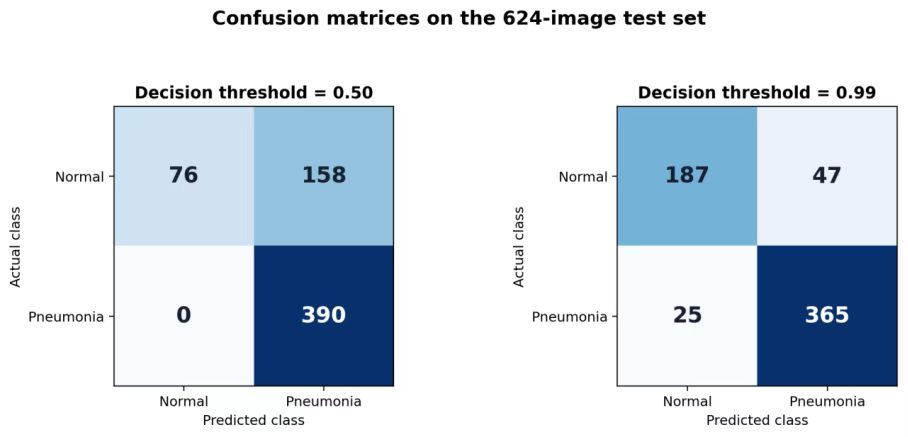 Confusion matrices on the 624-image test set
Decision threshold = 0.50
Actual class
Normal
76
158
Pneumonia
0
390
Normal
Pneumonia
Predicted class
Decision threshold = 0.99
Actual class
Normal
187
47
Pneumonia
25
365
Normal
Pneumonia
Predicted class